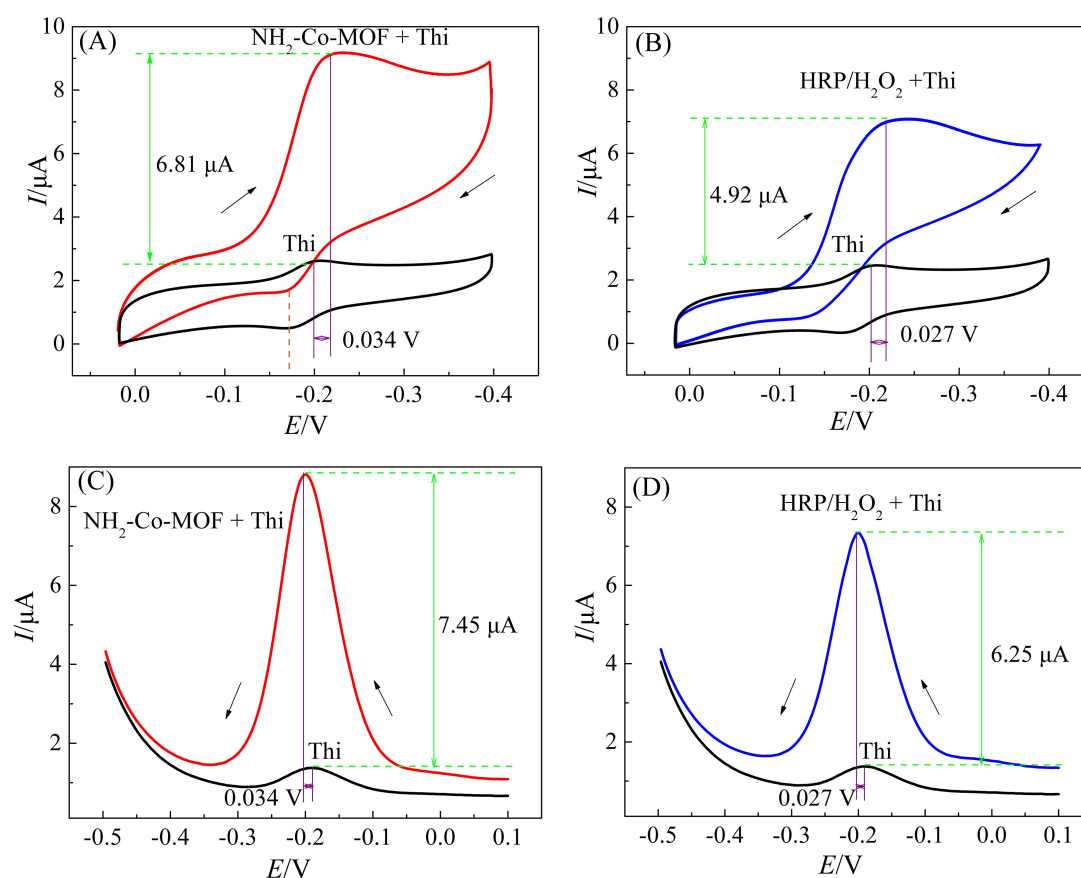 (A)
NH₂-Co-MOF + Thi
6.81 μA
Thi
0.034 V
I/μA
10
8
6
4
2
0
0.0 -0.1 -0.2 -0.3 -0.4
E/V
(B)
HRP/H₂O₂ +Thi
4.92 μA
Thi
0.027 V
I/μA
10
8
6
4
2
0
0.0 -0.1 -0.2 -0.3 -0.4
E/V
(C)
NH₂-Co-MOF + Thi
7.45 μA
Thi
0.034 V
I/μA
8
6
4
2
-0.5 -0.4 -0.3 -0.2 -0.1 0.0 0.1
E/V
(D)
HRP/H₂O₂ + Thi
6.25 μA
Thi
0.027 V
I/μA
8
6
4
2
-0.5 -0.4 -0.3 -0.2 -0.1 0.0 0.1
E/V